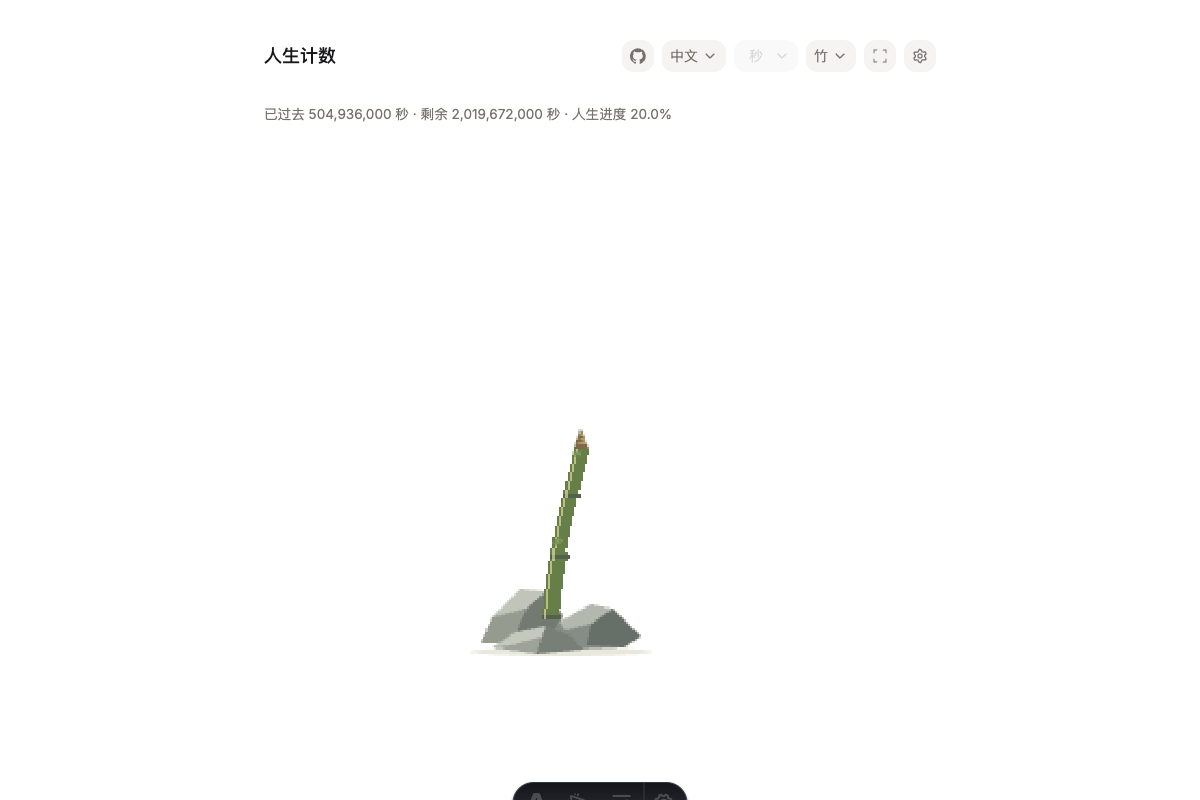 人生计数
中文
秒
竹
已过去 504,936,000 秒 · 剩余 2,019,672,000 秒 · 人生进度 20.0%